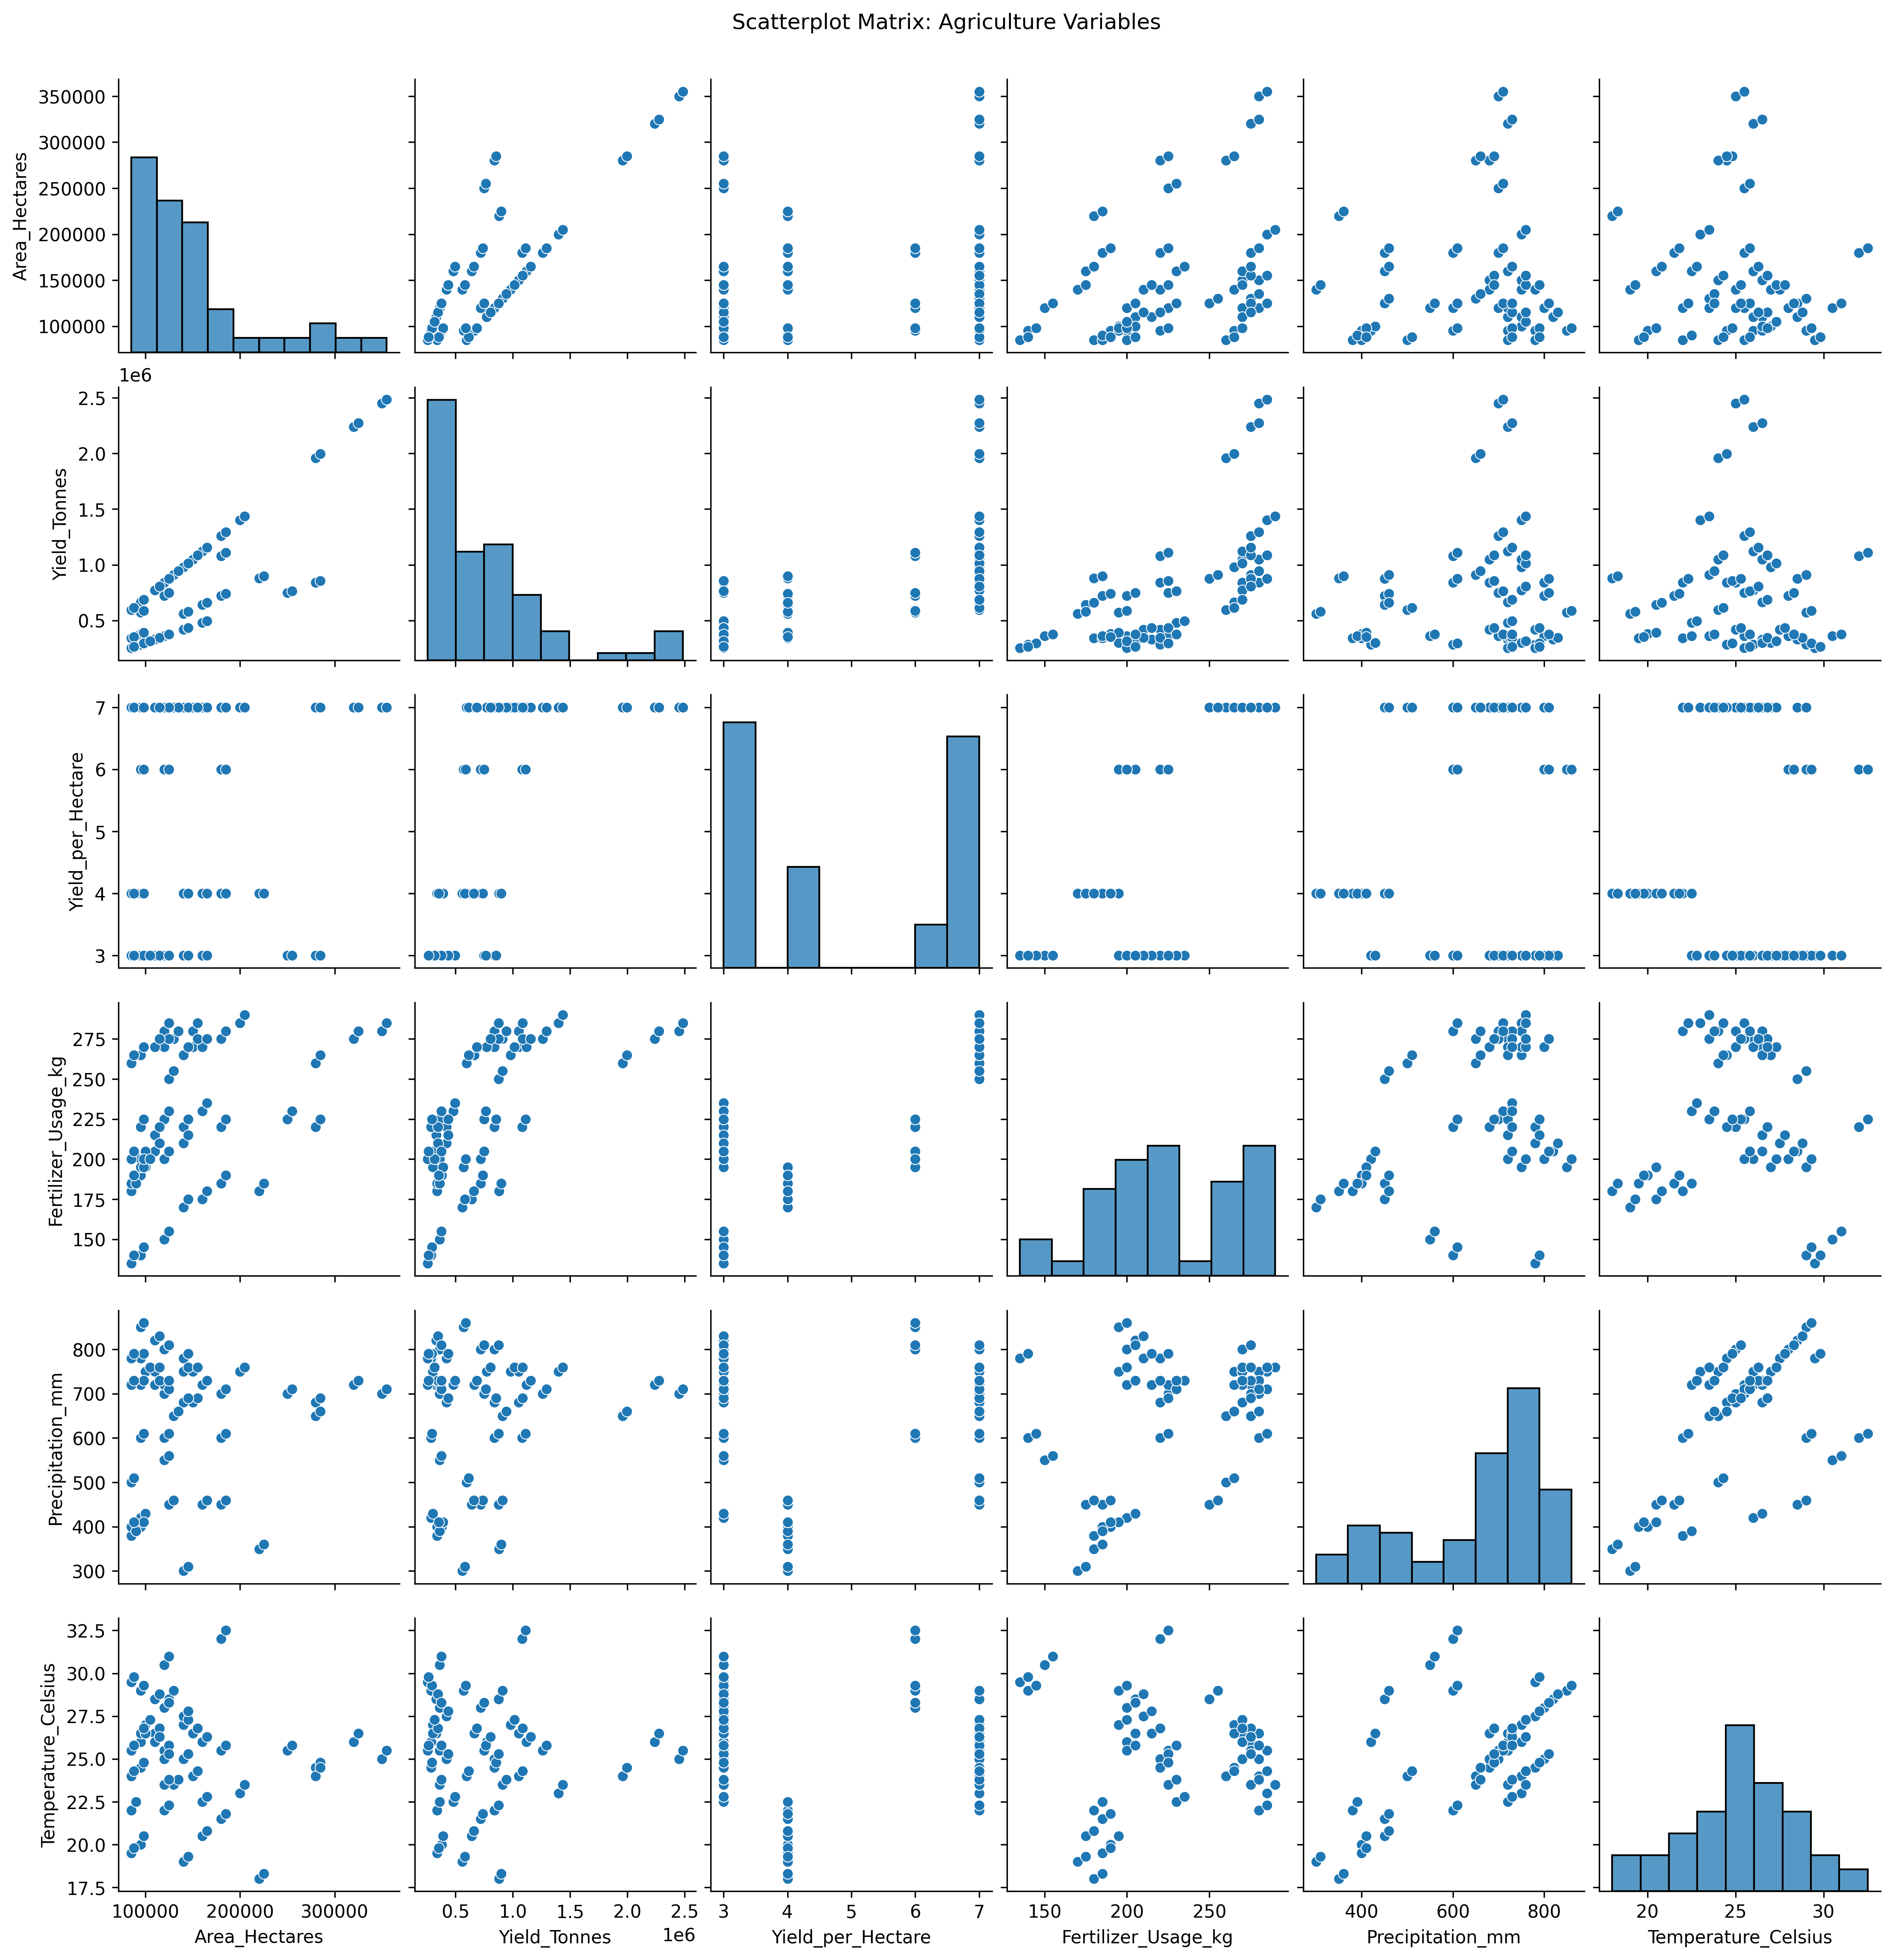 Scatterplot Matrix: Agriculture Variables
350000
300000
250000
200000
150000
100000
Area_Hectares
1e6
2.5
2.0
1.5
1.0
0.5
Yield_Tonnes
7
6
5
4
3
Yield_per_Hectare
275
250
225
200
175
150
Fertilizer_Usage_kg
800
700
600
500
400
300
Precipitation_mm
32.5
30.0
27.5
25.0
22.5
20.0
17.5
Temperature_Celsius
100000 200000 300000
Area_Hectares
0.5 1.0 1.5 2.0 2.5
1e6
Yield_Tonnes
3 4 5 6 7
Yield_per_Hectare
150 200 250
Fertilizer_Usage_kg
400 600 800
Precipitation_mm
20 25 30
Temperature_Celsius